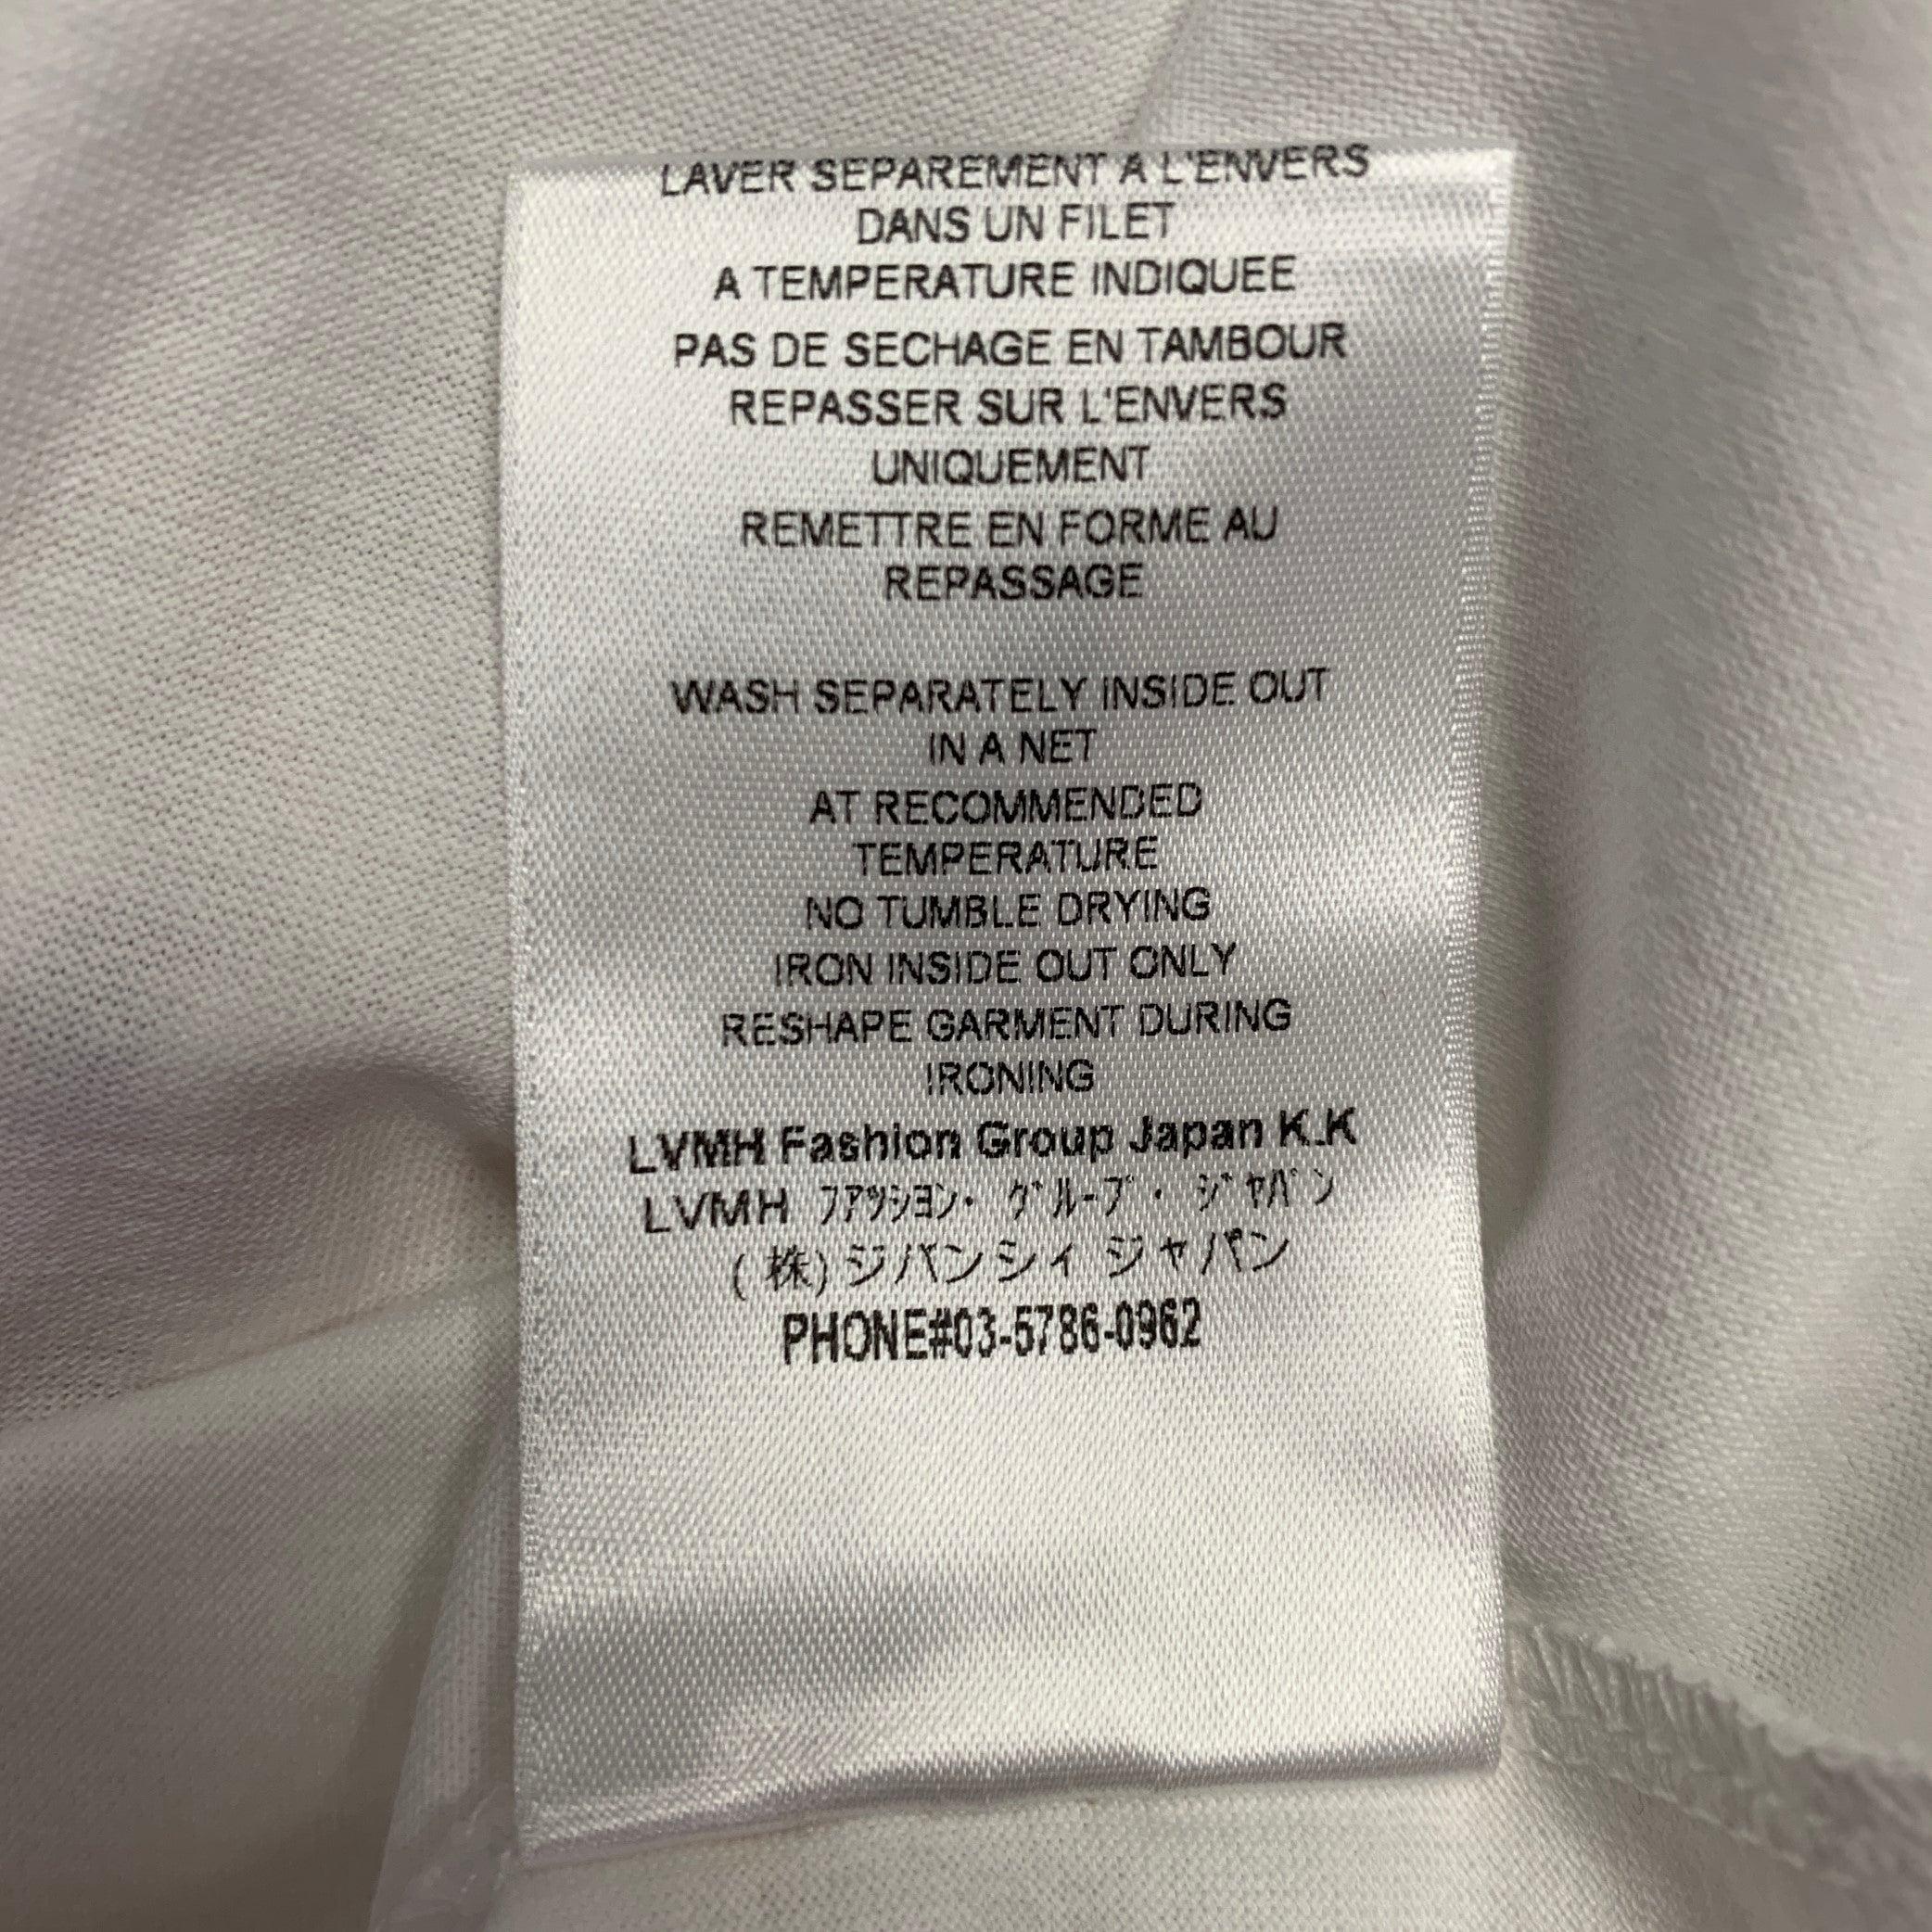 LAVER SEPAREMENT A L'ENVERS
DANS UN FILET
A TEMPERATURE INDIQUEE
PAS DE SECHAGE EN TAMBOUR
REPASSER SUR L'ENVERS
UNIQUEMENT
REMETTRE EN FORME AU
REPASSAGE
WASH SEPARATELY INSIDE OUT
IN A NET
AT RECOMMENDED
TEMPERATURE
NO TUMBLE DRYING
IRON INSIDE OUT ONLY
RESHAPE GARMENT DURING
IRONING
LVMH Fashion Group Japan K.K
LVMH ﾌｱｯｼﾖﾝ・ ｸﾞﾙｰﾌﾟ・ ｼﾞﾔﾊﾟﾝ
(株)ジバンシィ ジャパン
PHONE#03-5786-0962